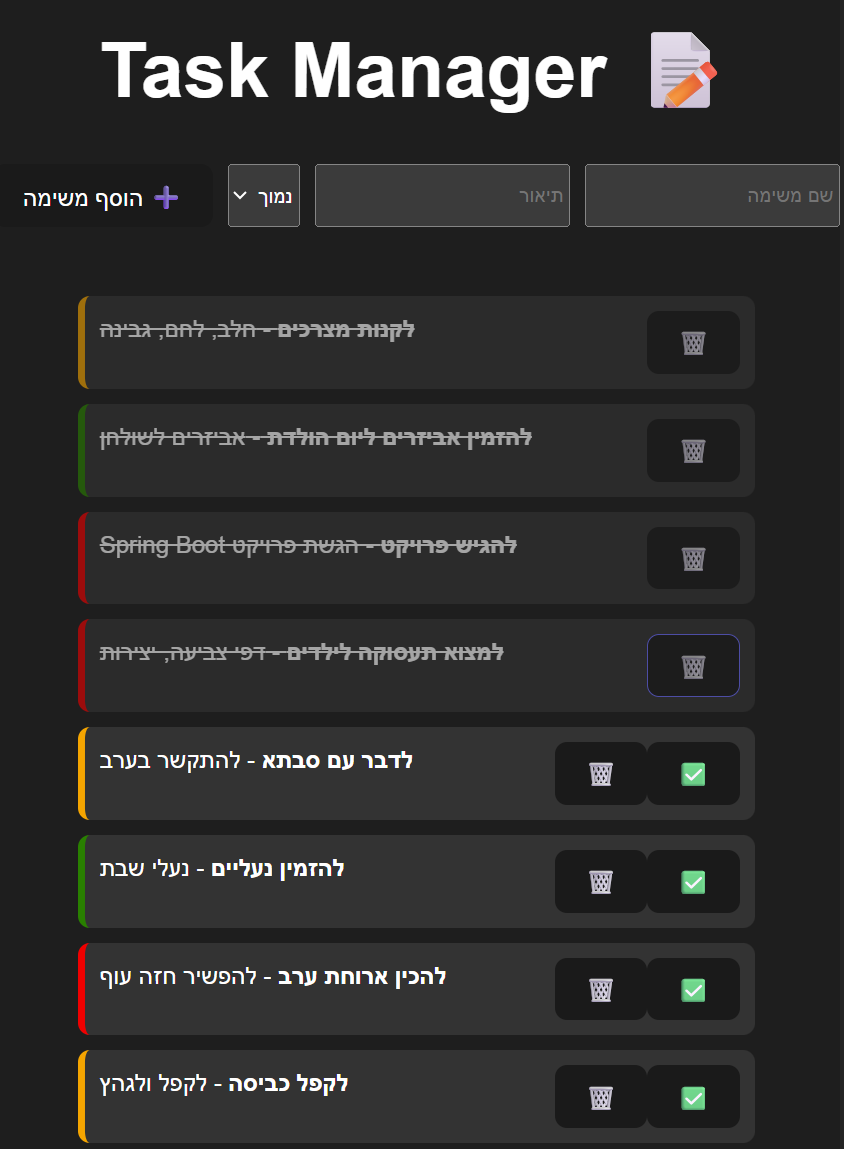 Task Manager
שם משימה
תיאור
נמוך
הוסף משימה
לקנות מצרכים - חלב, לחם, גבינה
להזמין אביזרים ליום הולדת - אביזרים לשולחן
להגיש פרויקט - הגשת פרויקט Spring Boot
למצוא תעסוקה לילדים - דפי צביעה, יצירות
לדבר עם סבתא - להתקשר בערב
להזמין נעליים - נעלי שבת
להכין ארוחת ערב - להפשיר חזה עוף
לקפל כביסה - לקפל ולגהץ